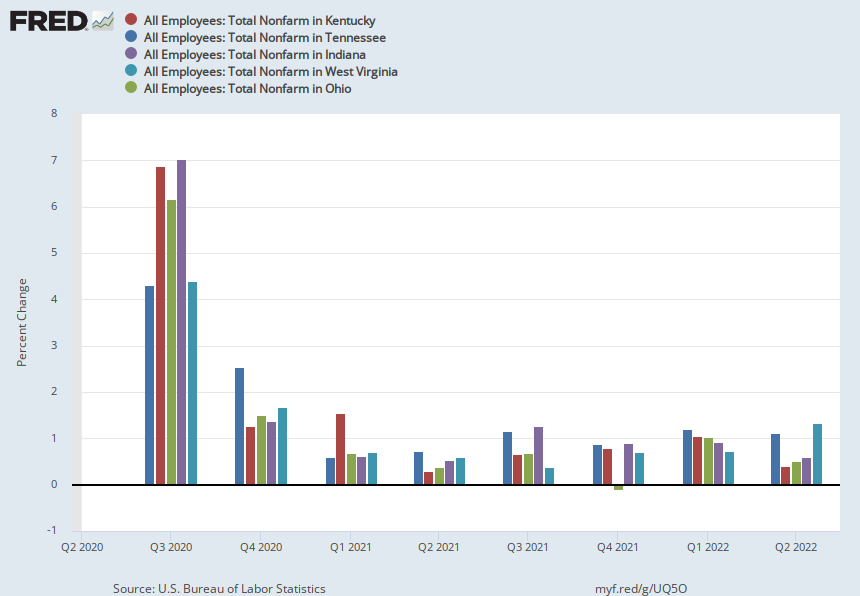 FRED
All Employees: Total Nonfarm in Kentucky
All Employees: Total Nonfarm in Tennessee
All Employees: Total Nonfarm in Indiana
All Employees: Total Nonfarm in West Virginia
All Employees: Total Nonfarm in Ohio
8
7
6
5
4
3
2
1
0
-1
Percent Change
Q2 2020 Q3 2020 Q4 2020 Q1 2021 Q2 2021 Q3 2021 Q4 2021 Q1 2022 Q2 2022
Source: U.S. Bureau of Labor Statistics myf.red/g/UQ5O